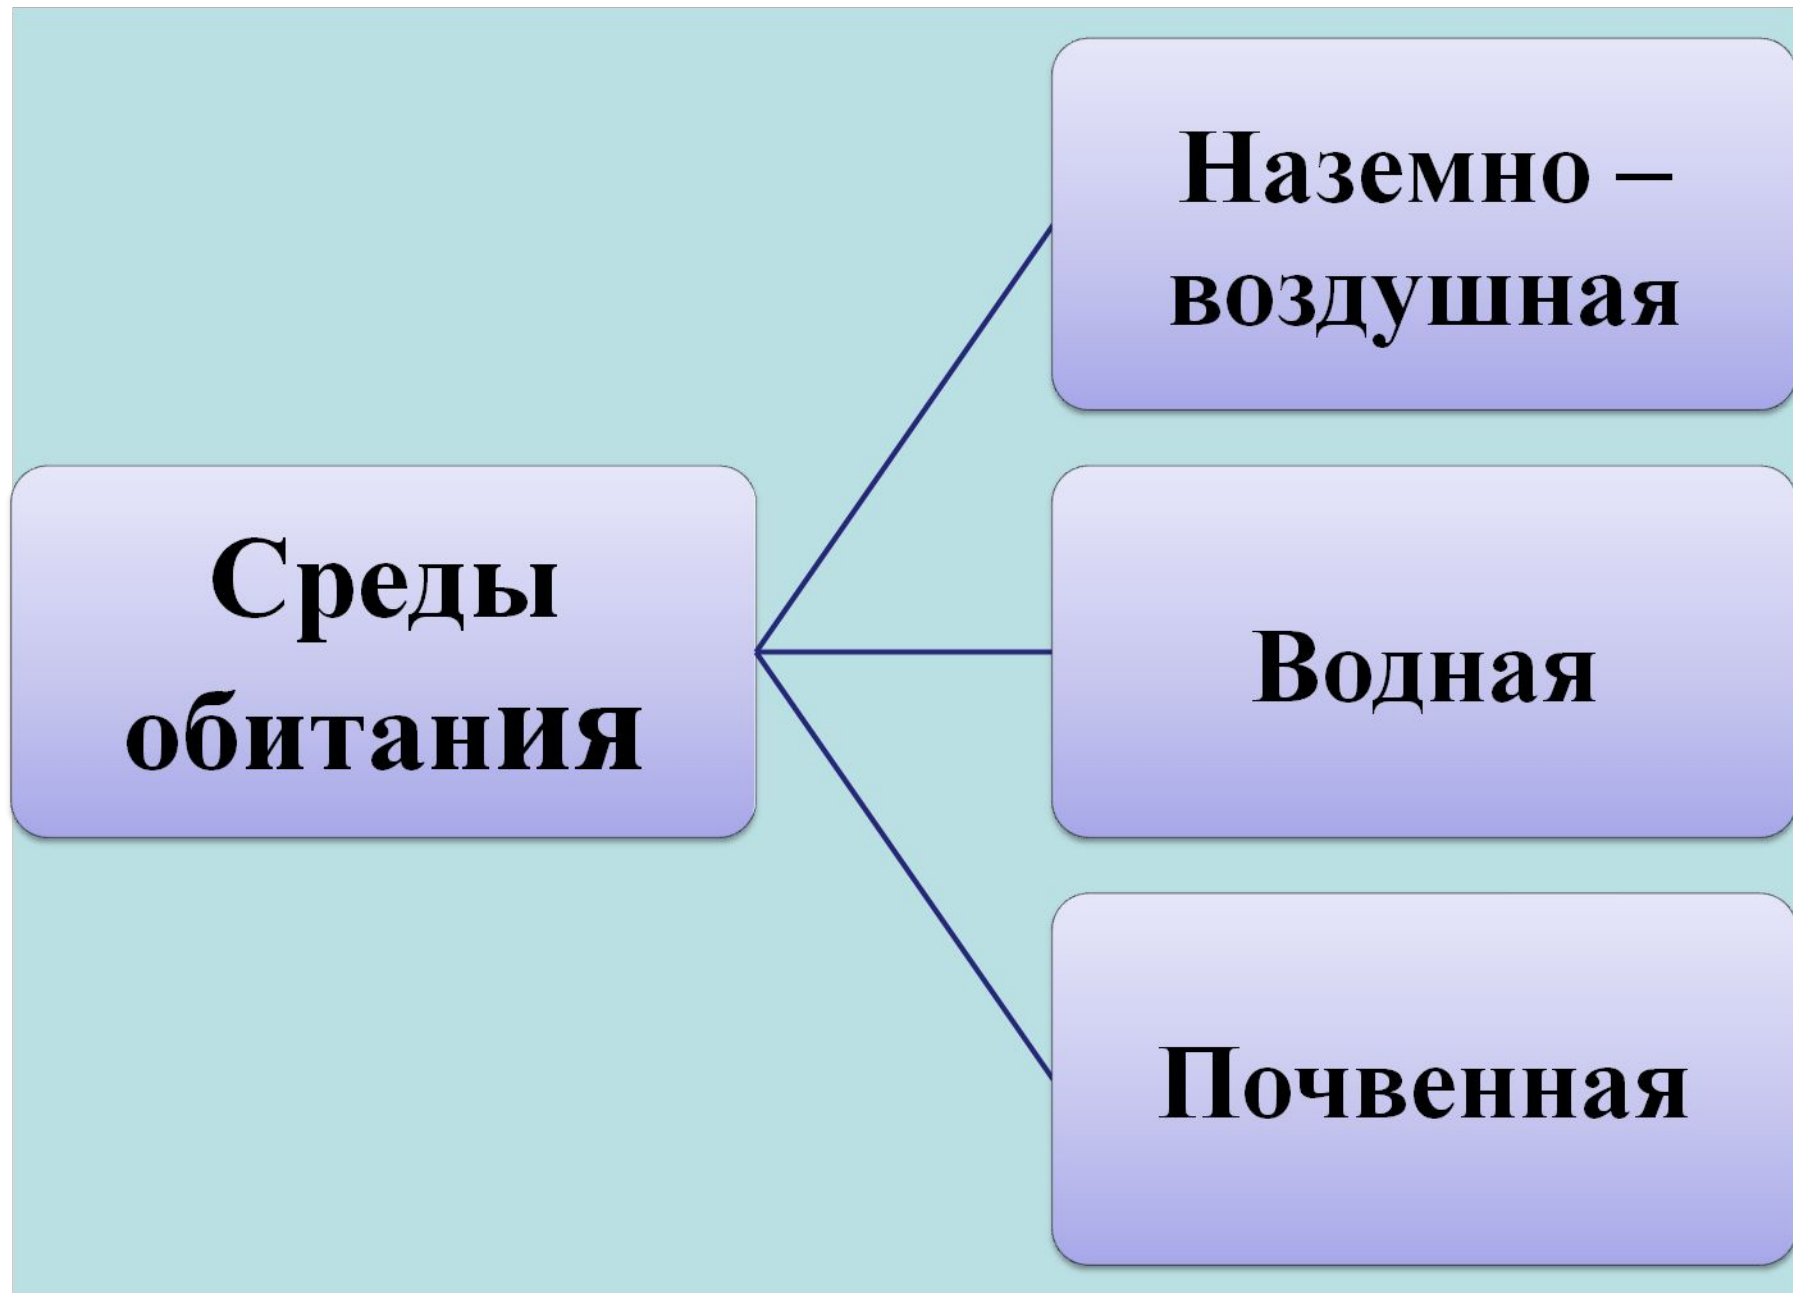 Среды
обитания
Наземно –
воздушная
Водная
Почвенная